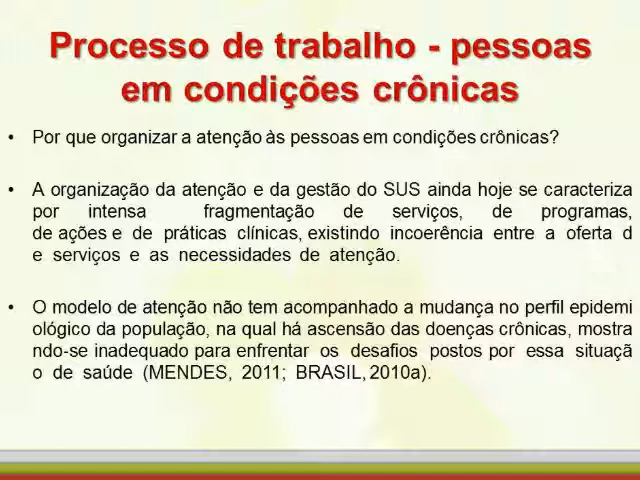 Processo de trabalho - pessoas
em condições crônicas
• Por que organizar a atenção às pessoas em condições crônicas?
• A organização da atenção e da gestão do SUS ainda hoje se caracteriza
por intensa fragmentação de serviços, de programas,
de ações e de práticas clínicas, existindo incoerência entre a oferta d
e serviços e as necessidades de atenção.
• O modelo de atenção não tem acompanhado a mudança no perfil epidemi
ológico da população, na qual há ascensão das doenças crônicas, mostra
ndo-se inadequado para enfrentar os desafios postos por essa situaçã
o de saúde (MENDES, 2011; BRASIL, 2010a).